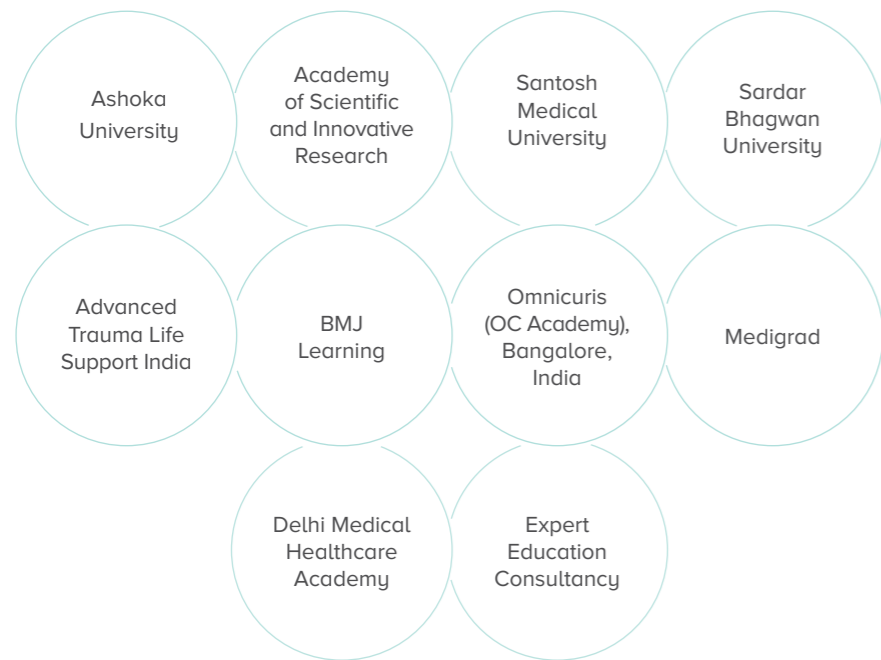 Ashoka
University
Academy
of Scientific
and Innovative
Research
Santosh
Medical
University
Sardar
Bhagwan
University
Advanced
Trauma Life
Support India
BMJ
Learning
Omnicuris
(OC Academy),
Bangalore,
India
Medigrad
Delhi Medical
Healthcare
Academy
Expert
Education
Consultancy